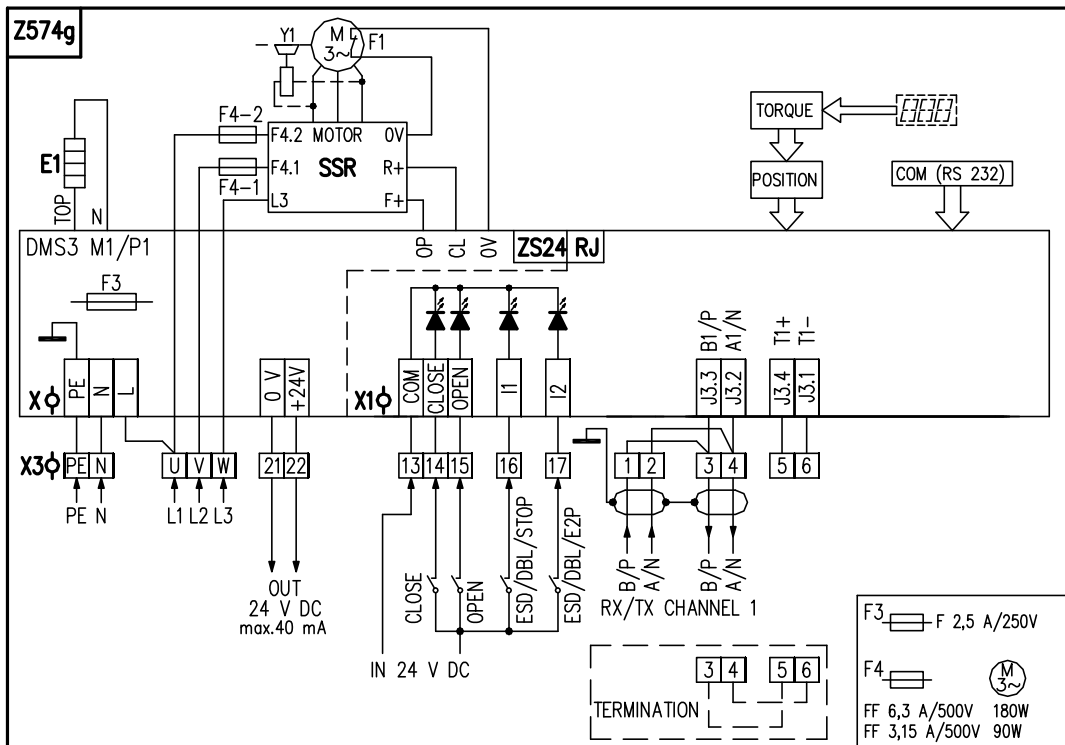 Z574g
Y1
M
3~
F1
F4-2
F4.2 MOTOR 0V
SSR
F4.1
R+
F4-1
L3
F+
E1
TOP
N
TORQUE
POSITION
COM (RS 232)
DMS3 M1/P1
F3
OP
CL
0V
ZS24 RJ
X
PE
N
L
0 V
+24V
X1
COM
CLOSE
OPEN
I1
I2
B1/P
A1/N
J3.3
J3.2
T1+
T1-
J3.4
J3.1
X3
PE N U V W 21 22 13 14 15 16 17 1 2 3 4 5 6
PE N L1 L2 L3
OUT
24 V DC
max.40 mA
CLOSE
OPEN
ESD/DBL/STOP
ESD/DBL/E2P
IN 24 V DC
B/P
A/N
B/P
A/N
RX/TX CHANNEL 1
3 4 5 6
TERMINATION
F3 F 2,5 A/250V
F4
M
3~
FF 6,3 A/500V 180W
FF 3,15 A/500V 90W